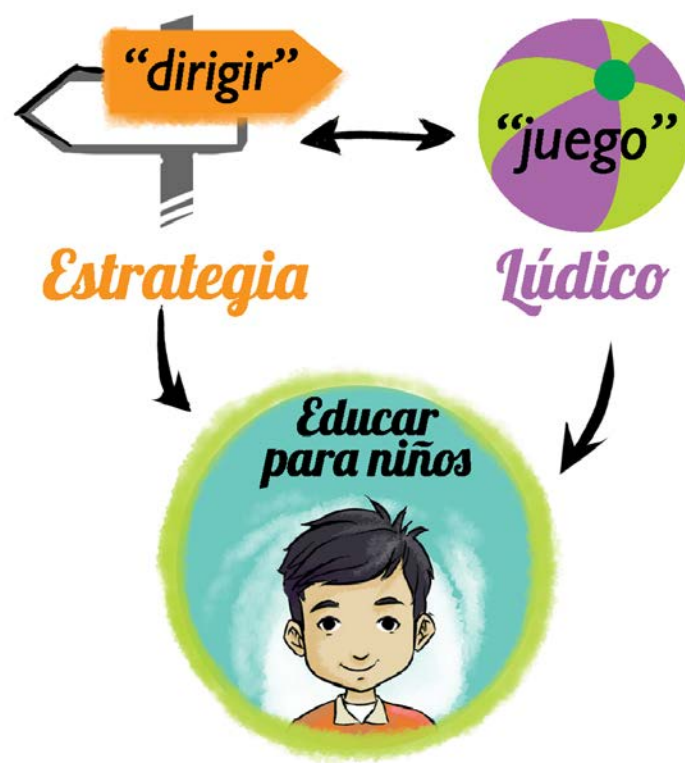 “dirigir”
“juego”
Estrategia
Lúdico
Educar
para niños